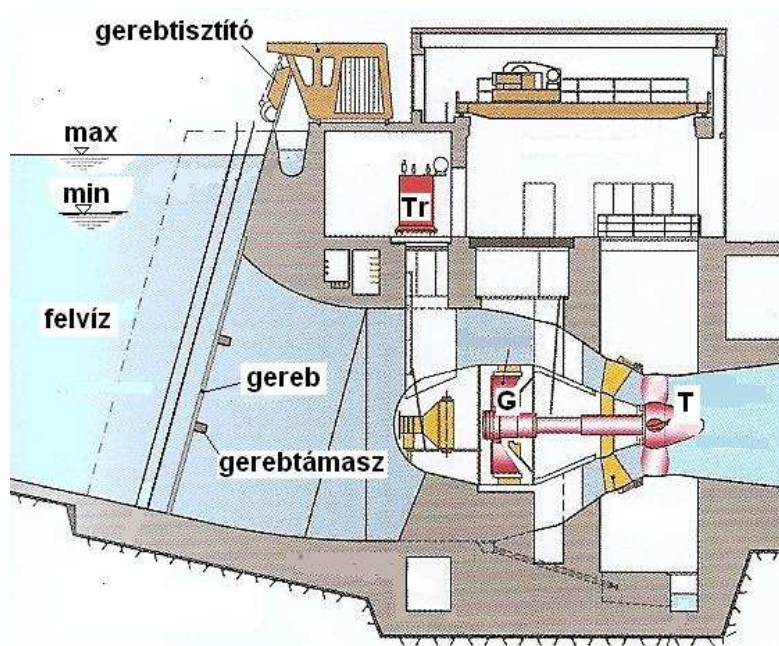 gerebtisztító
max
min
Tr
felvíz
gereb
G
T
gerebtámasz